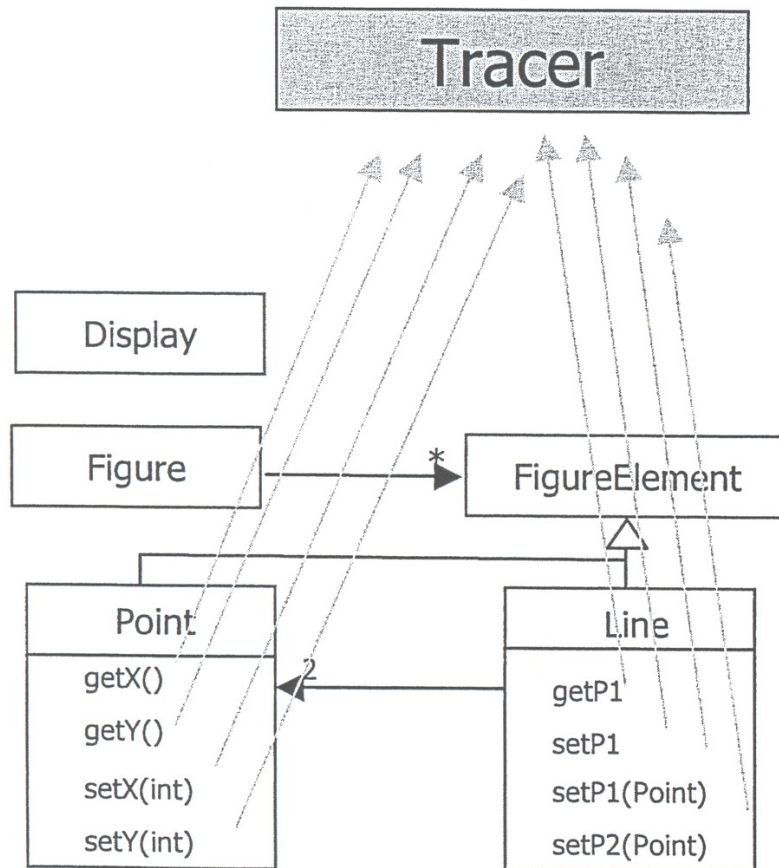 Tracer
Display
Figure
*
FigureElement
Point
getX()
getY()
setX(int)
setY(int)
2
Line
getP1
setP1
setP1(Point)
setP2(Point)